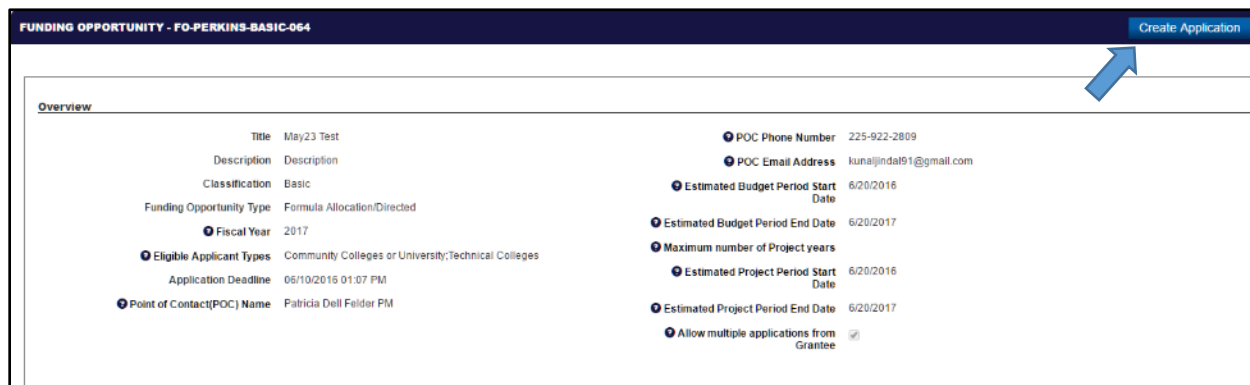 FUNDING OPPORTUNITY - FO-PERKINS-BASIC-064
Create Application
Overview
Title May23 Test
Description Description
Classification Basic
Funding Opportunity Type Formula Allocation/Directed
Fiscal Year 2017
Eligible Applicant Types Community Colleges or University;Technical Colleges
Application Deadline 06/10/2016 01:07 PM
Point of Contact(POC) Name Patricia Dell Felder PM
POC Phone Number 225-922-2809
POC Email Address kunaljindal91@gmail.com
Estimated Budget Period Start 6/20/2016
Date
Estimated Budget Period End Date 6/20/2017
Maximum number of Project years
Estimated Project Period Start 6/20/2016
Date
Estimated Project Period End Date 6/20/2017
Allow multiple applications from
Grantee